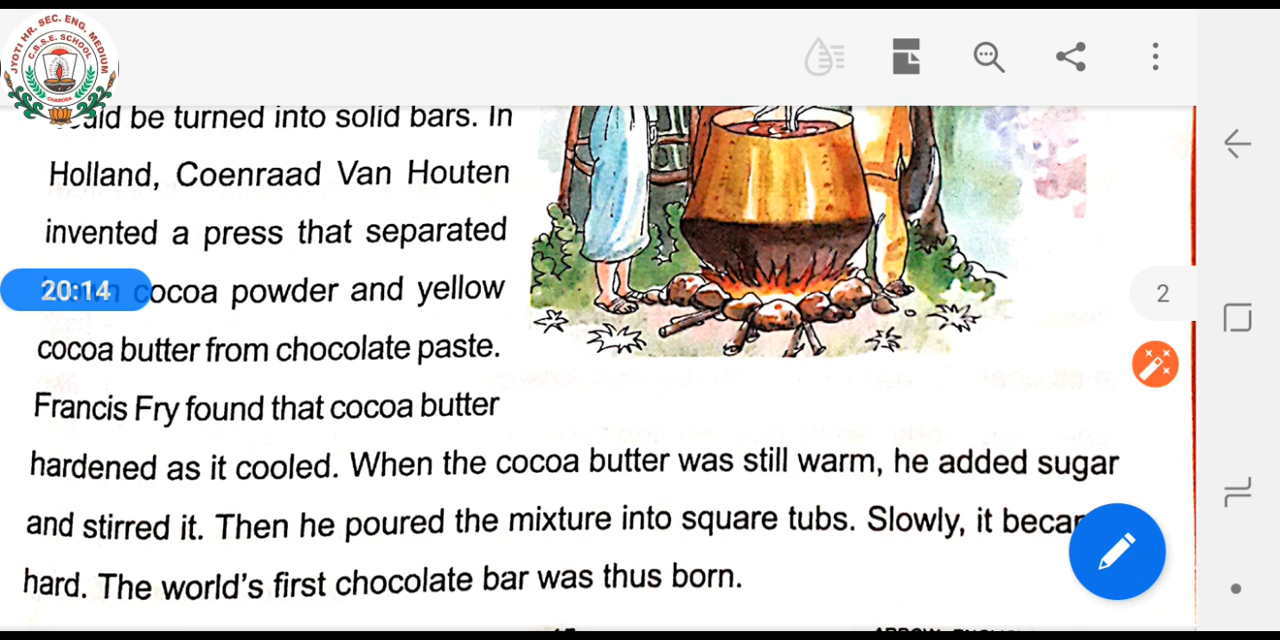 JYOTI HR. SEC. ENG. MEDIUM
C.B.S.E. SCHOOL
CHARODA
be turned into solid bars. In
Holland, Coenraad Van Houten
invented a press that separated
20:14 cocoa powder and yellow
2
cocoa butter from chocolate paste.
Francis Fry found that cocoa butter
hardened as it cooled. When the cocoa butter was still warm, he added sugar
and stirred it. Then he poured the mixture into square tubs. Slowly, it
hard. The world's first chocolate bar was thus born.